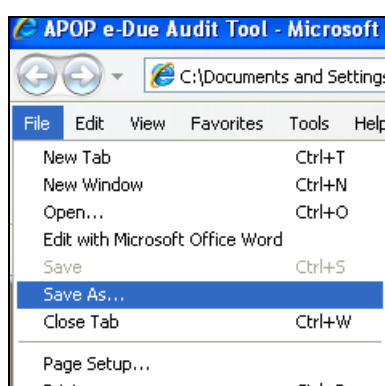 APOP e-Due Audit Tool - Microsoft
C:\Documents and Settings
File Edit View Favorites Tools Help
New Tab Ctrl+T
New Window Ctrl+N
Open... Ctrl+O
Edit with Microsoft Office Word
Save Ctrl+S
Save As...
Close Tab Ctrl+W
Page Setup...